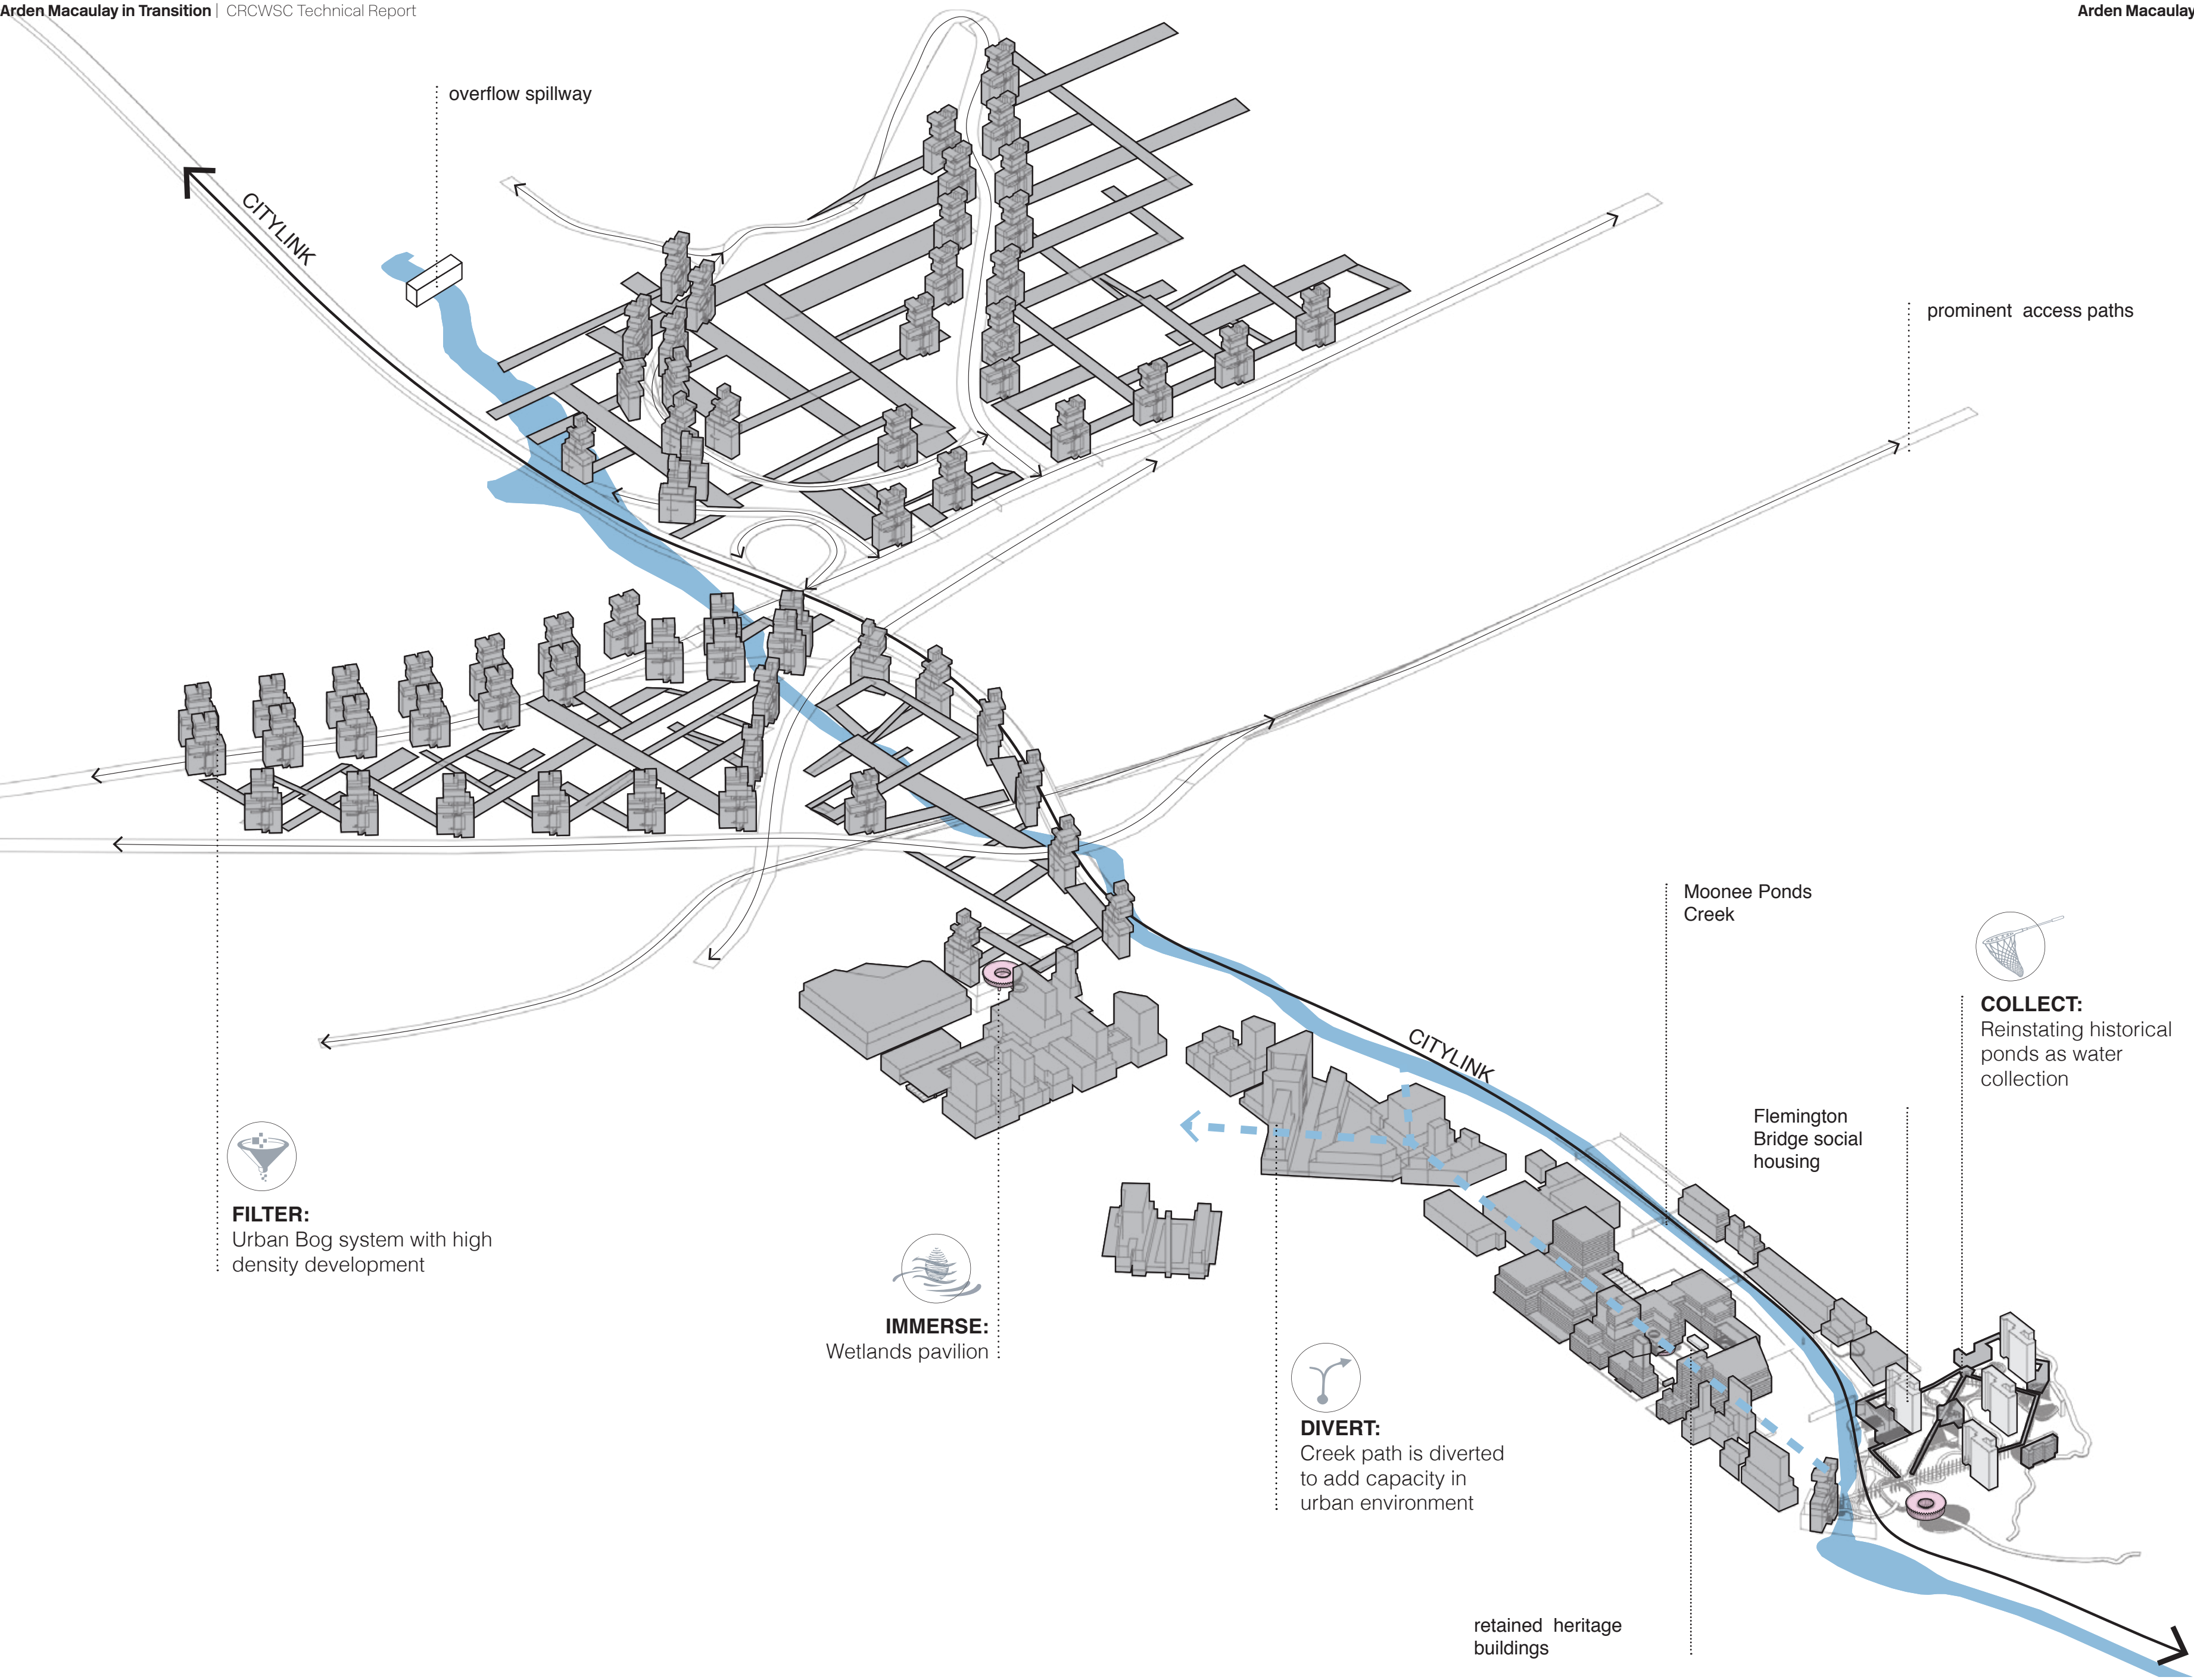 Arden Macaulay in Transition | CRCWSC Technical Report
Arden Macaulay
overflow spillway
CITYLINK
prominent access paths
Moonee Ponds
Creek
COLLECT:
Reinstating historical
ponds as water
collection
CITYLINK
Flemington
Bridge social
housing
FILTER:
Urban Bog system with high
density development
IMMERSE:
Wetlands pavilion
DIVERT:
Creek path is diverted
to add capacity in
urban environment
retained heritage
buildings